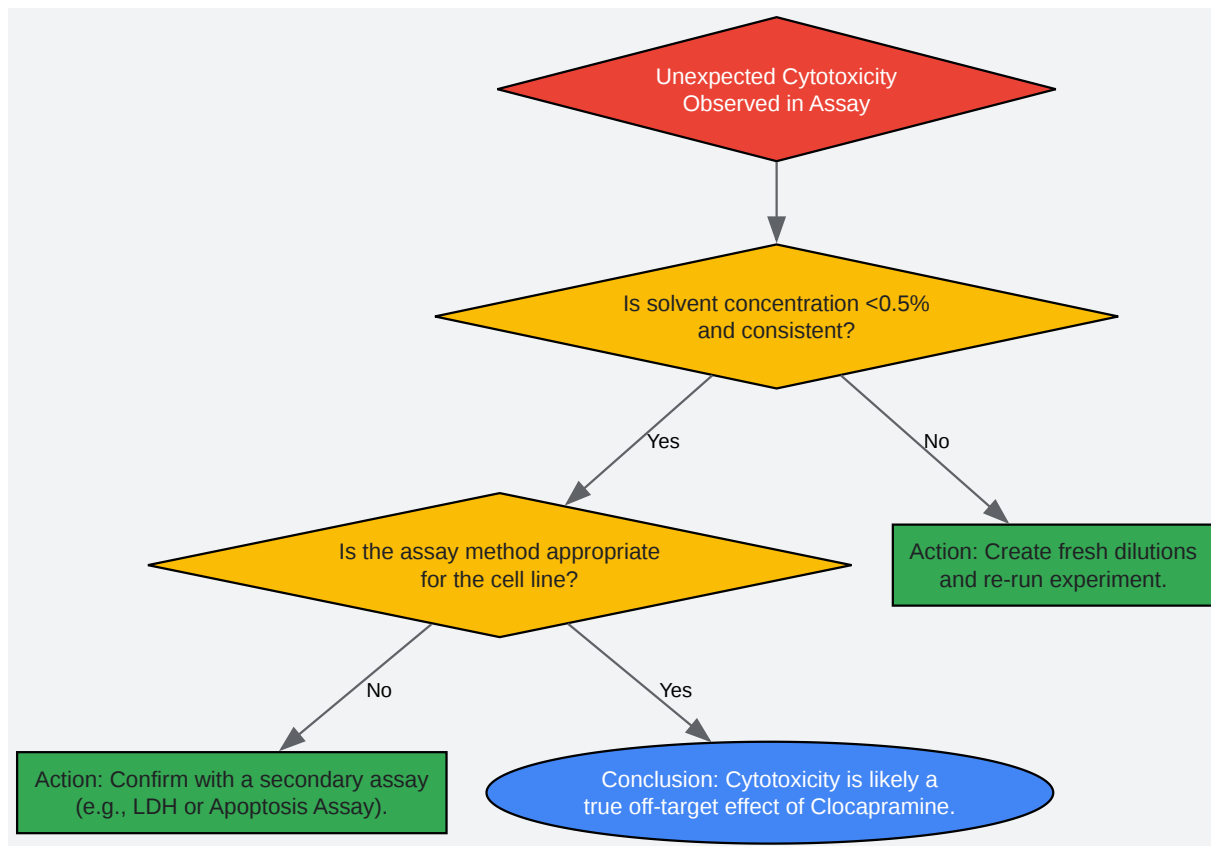 Unexpected Cytotoxicity
Observed in Assay
Is solvent concentration <0.5%
and consistent?
Yes
No
Is the assay method appropriate
for the cell line?
Action: Create fresh dilutions
and re-run experiment.
No
Yes
Action: Confirm with a secondary assay
(e.g., LDH or Apoptosis Assay).
Conclusion: Cytotoxicity is likely a
true off-target effect of Clocapramine.